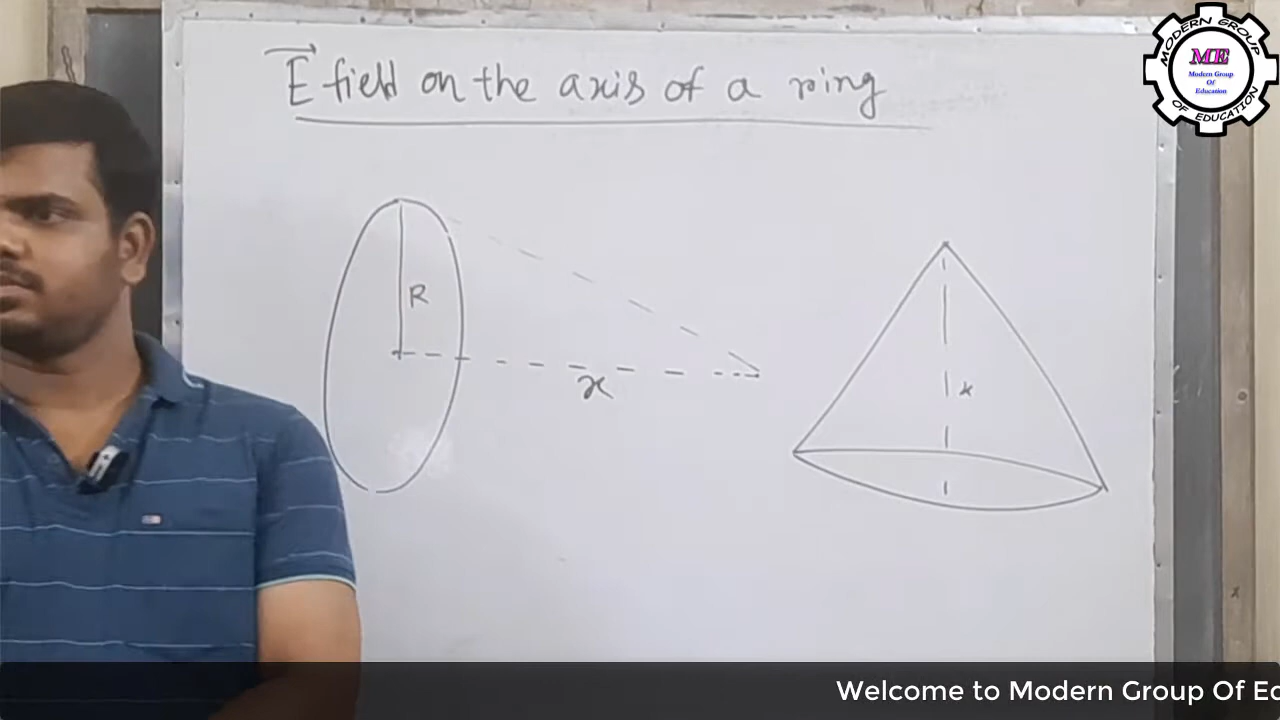 E field on the axis of a ring
MODERN GROUP
ME
Modern Group
Of
Education
OF EDUCATION
R
x
x
Welcome to Modern Group Of Ed